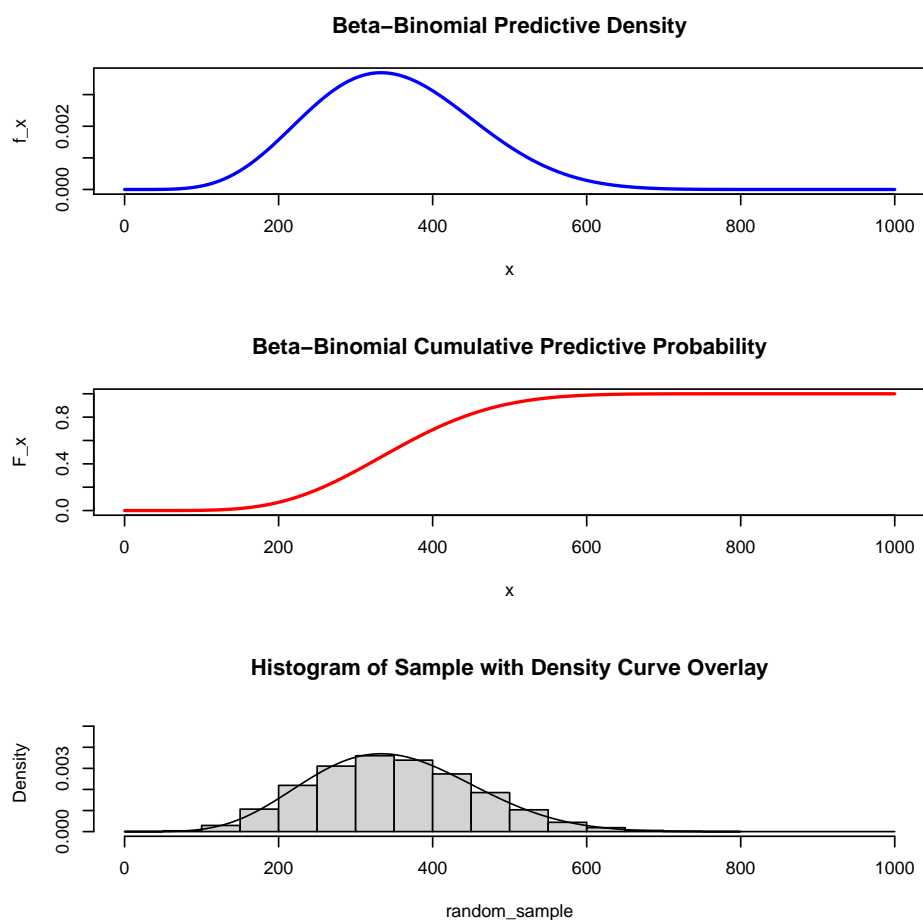 Beta−Binomial Predictive Density
f_x
0.002
0.000
0 200 400 600 800 1000
x
Beta−Binomial Cumulative Predictive Probability
F_x
0.8
0.4
0.0
0 200 400 600 800 1000
x
Histogram of Sample with Density Curve Overlay
Density
0.003
0.000
0 200 400 600 800 1000
random_sample